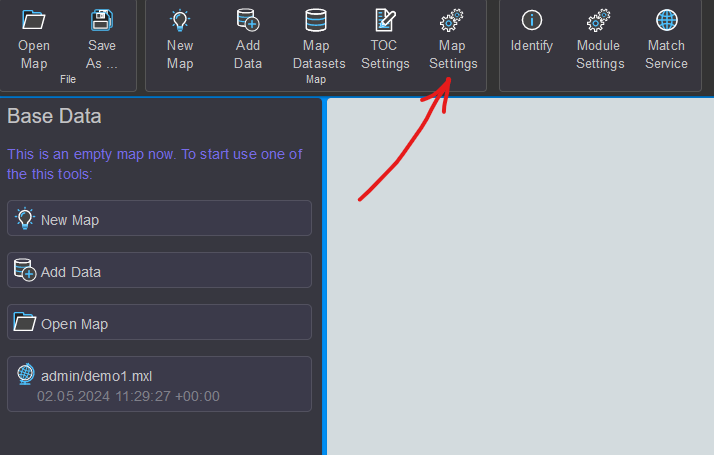 Open Map
Save As ...
File
New Map
Add Data
Map Datasets
TOC Settings
Map Settings
Map
Identify
Module Settings
Match Service
Base Data
This is an empty map now. To start use one of
the this tools:
New Map
Add Data
Open Map
admin/demo1.mxl
02.05.2024 11:29:27 +00:00